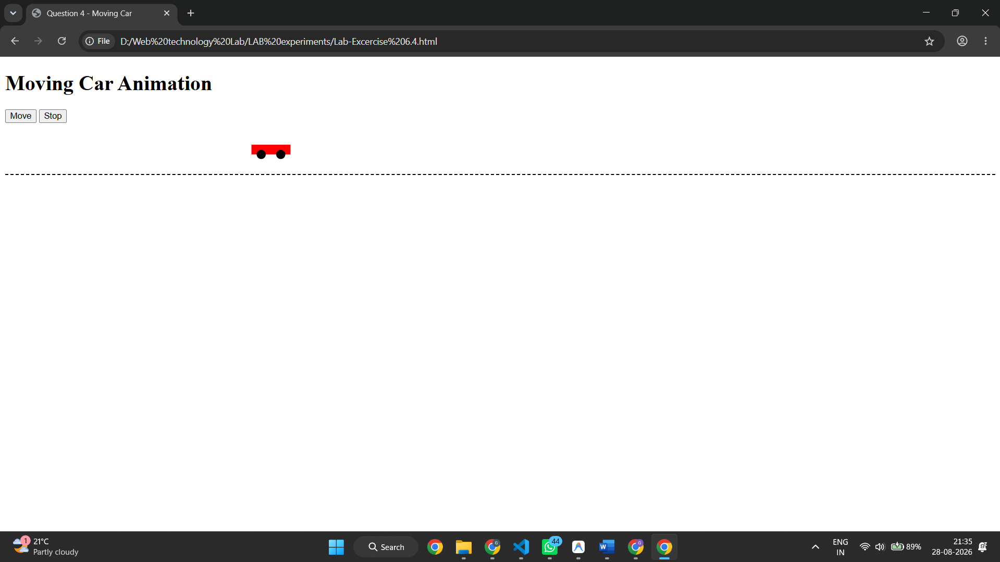 Question 4 - Moving Car
File D:/Web%20technology%20Lab/LAB%20experiments/Lab-Excercise%206.4.html
Moving Car Animation
Move Stop
1
21°C
Partly cloudy
Search
G
44
W
G
ENG
IN
89%
21:35
28-08-2026